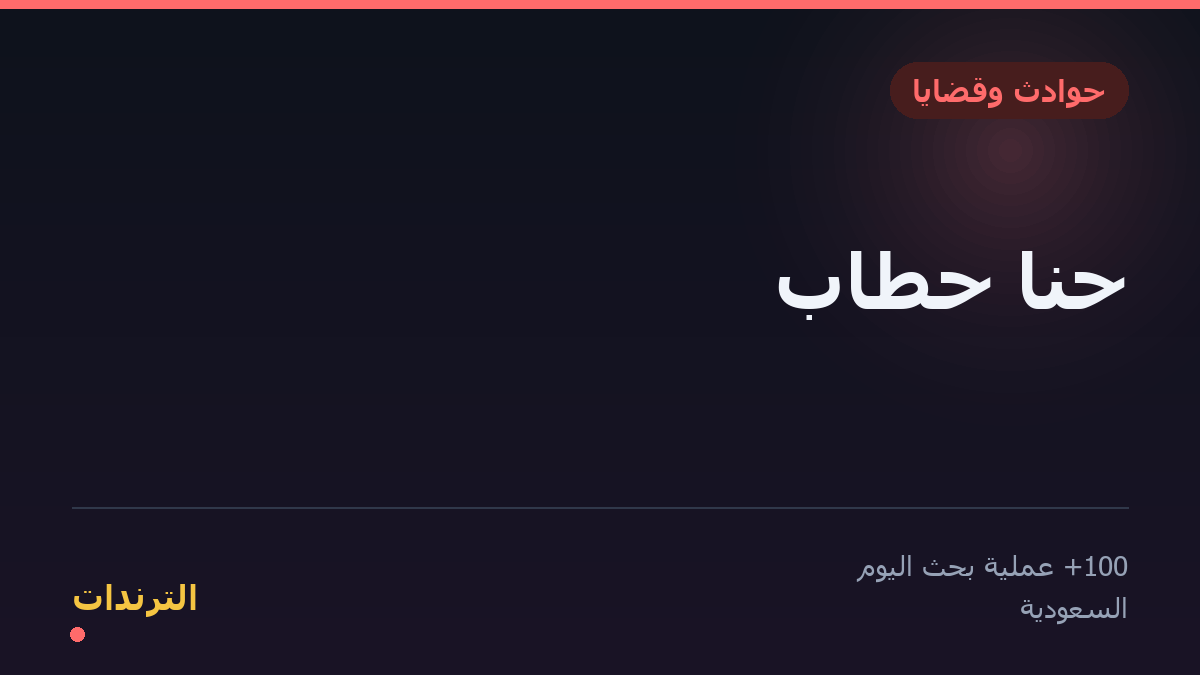 حوادث وقضايا
حنا حطاب
100+ عملية بحث اليوم
السعودية
الترندات